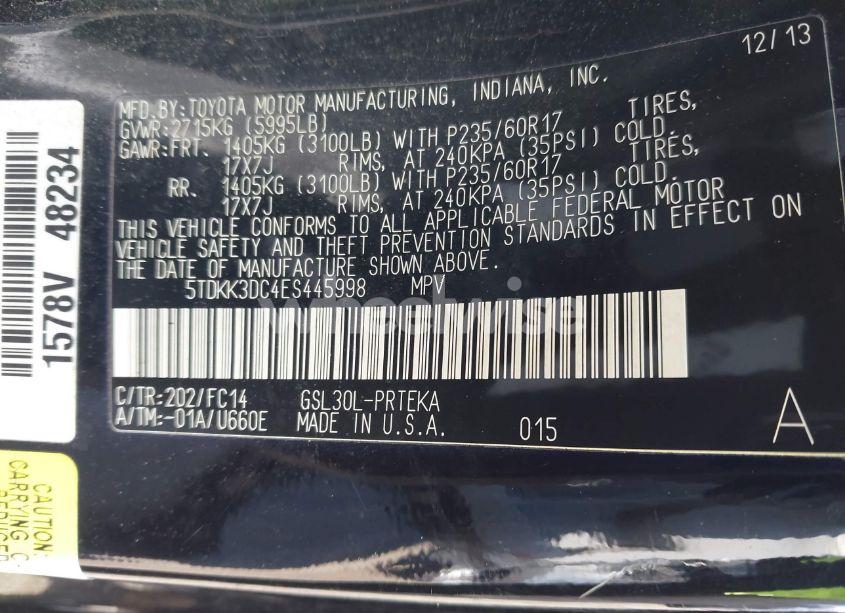 12/13
MFD.BY:TOYOTA MOTOR MANUFACTURING, INDIANA, INC.
GVWR:2715KG (5995LB)
GAWR:FRT. 1405KG (3100LB) WITH P235/60R17 TIRES,
17X7J RIMS, AT 240KPA (35PSI) COLD.
RR. 1405KG (3100LB) WITH P235/60R17 TIRES,
17X7J RIMS, AT 240KPA (35PSI) COLD.
THIS VEHICLE CONFORMS TO ALL APPLICABLE FEDERAL MOTOR
VEHICLE SAFETY AND THEFT PREVENTION STANDARDS IN EFFECT ON
THE DATE OF MANUFACTURE SHOWN ABOVE.
5TDKK3DC4ES445998 MPV
C/TR:202/FC14 GSL30L-PRTEKA
A/TM:-01A/U660E MADE IN U.S.A. 015
A
1578V 48234
CAUTION:
CARRYING C
REDUCED
Wheelwise